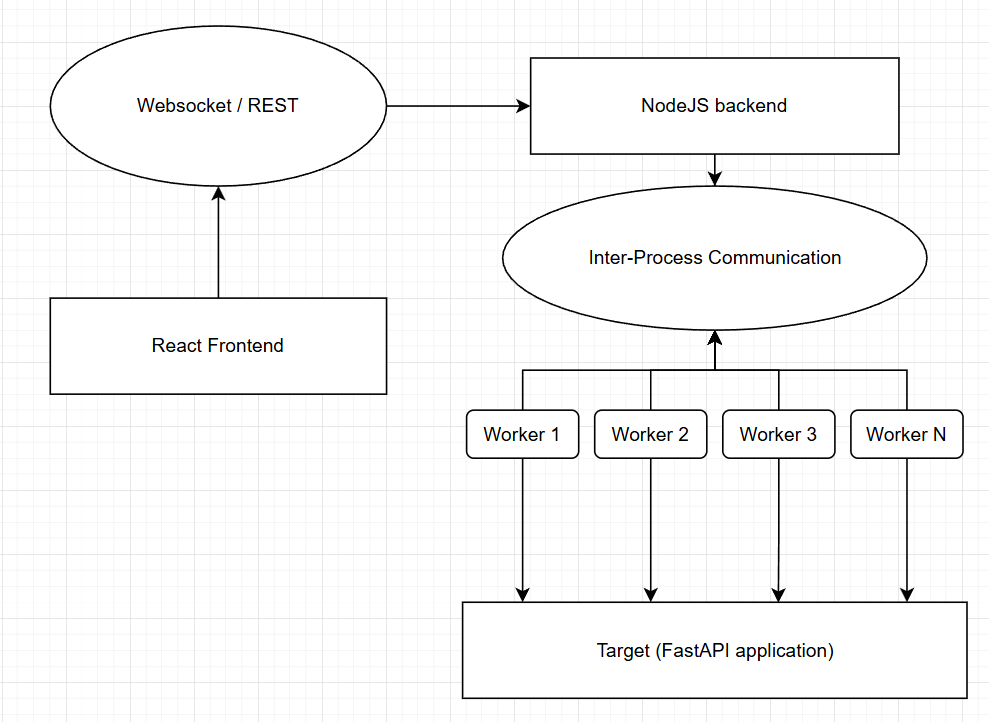 Websocket / REST
NodeJS backend
Inter-Process Communication
React Frontend
Worker 1
Worker 2
Worker 3
Worker N
Target (FastAPI application)